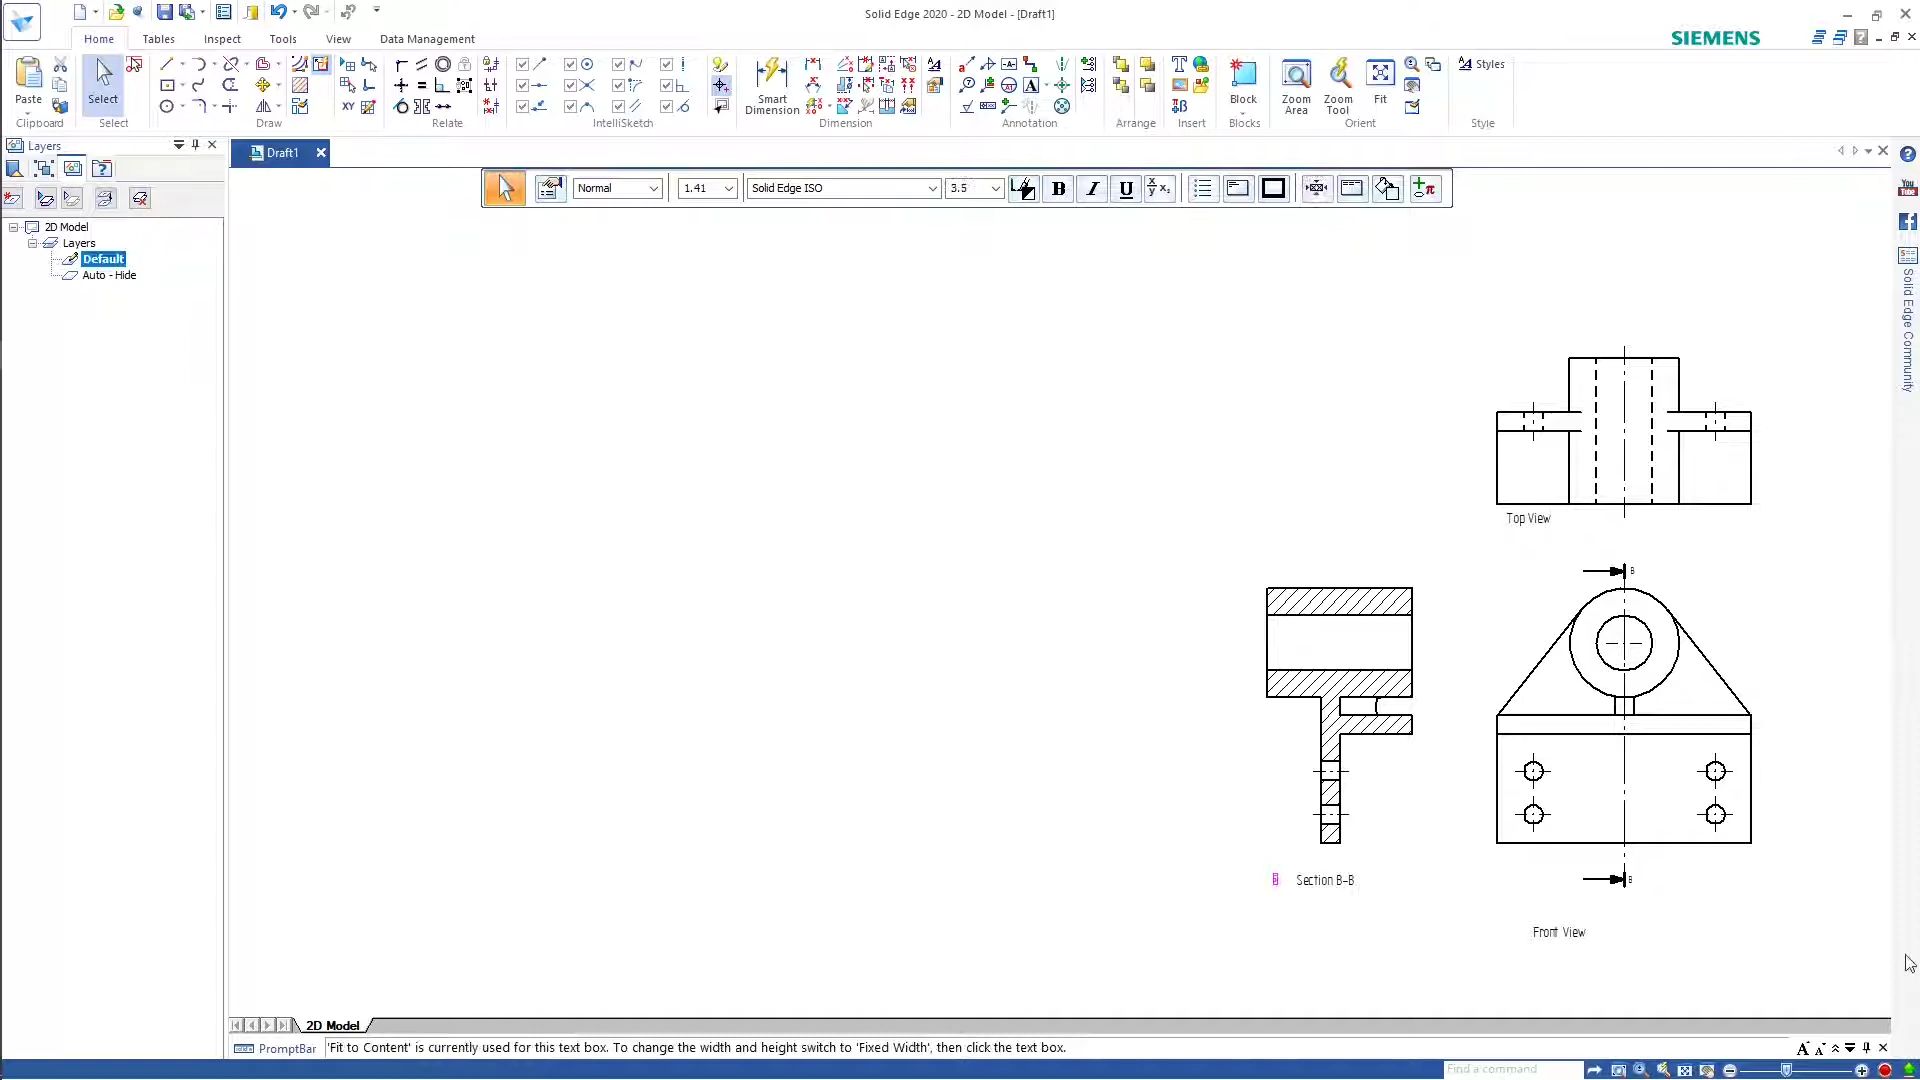 Solid Edge 2020 - 2D Model - [Draft1]
Home Tables Inspect Tools View Data Management
SIEMENS
Paste
Select
Smart Dimension
Block
Zoom Area
Zoom Tool
Fit
Styles
Clipboard Select Draw Relate IntelliSketch Dimension Annotation Arrange Insert Blocks Orient Style
Layers
Draft1
Normal 1.41 Solid Edge ISO 3.5 B I U
2D Model
Layers
Default
Auto - Hide
You Tube
Solid Edge Community
Top View
B
B
Section B-B
Front View
2D Model
PromptBar 'Fit to Content' is currently used for this text box. To change the width and height switch to 'Fixed Width', then click the text box.
Find a command